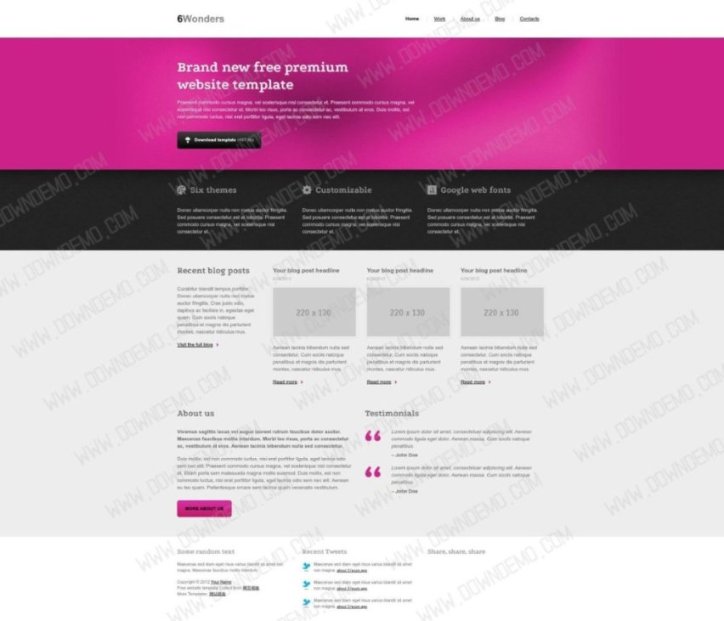 6Wonders
Home Work About us Blog Contacts
Brand new free premium
website template
Praesent commodo cursus magna, vel scelerisque nisl consectetur et. Praesent commodo cursus magna, vel
scelerisque nisl consectetur et. Morbi leo risus, porta ac consectetur ac, vestibulum at eros. Duis mollis, est non
commodo luctus, nisi erat porttitor ligula, eget lacinia odio sem nec elit.
Download template
Six themes
Donec ullamcorper nulla non metus auctor fringilla.
Sed posuere consectetur est at lobortis. Praesent
commodo cursus magna, vel scelerisque nisl
consectetur et.
Customizable
Donec ullamcorper nulla non metus auctor fringilla.
Sed posuere consectetur est at lobortis. Praesent
commodo cursus magna, vel scelerisque nisl
consectetur et.
Google web fonts
Donec ullamcorper nulla non metus auctor fringilla.
Sed posuere consectetur est at lobortis. Praesent
commodo cursus magna, vel scelerisque nisl
consectetur et.
Recent blog posts
Curabitur blandit tempus porttitor.
Donec ullamcorper nulla non metus
auctor fringilla. Cras justo odio,
dapibus ac facilisis in, egestas eget
quam. Cum sociis natoque
penatibus et magnis dis parturient
montes, nascetur ridiculus mus.
Visit the full blog
Your blog post headline
220 x 130
Aenean lacinia bibendum nulla sed
consectetur. Cum sociis natoque
penatibus et magnis dis parturient
montes, nascetur ridiculus mus.
Read more
Your blog post headline
220 x 130
Aenean lacinia bibendum nulla sed
consectetur. Cum sociis natoque
penatibus et magnis dis parturient
montes, nascetur ridiculus mus.
Read more
Your blog post headline
220 x 130
Aenean lacinia bibendum nulla sed
consectetur. Cum sociis natoque
penatibus et magnis dis parturient
montes, nascetur ridiculus mus.
Read more
About us
Vivamus sagittis lacus vel augue laoreet rutrum faucibus dolor auctor.
Maecenas faucibus mollis interdum. Morbi leo risus, porta ac consectetur
ac, vestibulum at eros. Aenean lacinia bibendum nulla sed consectetur.
Duis mollis, est non commodo luctus, nisi erat porttitor ligula, eget lacinia odio
sem nec elit. Praesent commodo cursus magna, vel scelerisque nisl consectetur
et. Etiam porta sem malesuada magna mollis euismod. Duis mollis, est non
commodo luctus, nisi erat porttitor ligula, eget lacinia odio sem nec elit. Aenean
eu leo quam. Pellentesque ornare sem lacinia quam venenatis vestibulum.
MORE ABOUT US
Testimonials
Lorem ipsum dolor sit amet, consectetuer adipiscing elit. Aenean
commodo ligula eget dolor. Aenean massa. Cum sociis natoque
penatibus.
– John Doe
Lorem ipsum dolor sit amet, consectetuer adipiscing elit. Aenean
commodo ligula eget dolor. Aenean massa. Cum sociis natoque
penatibus.
– John Doe
Some random text
Maecenas sed diam eget risus varius blandit sit amet non
magna. Maecenas faucibus mollis interdum.
Copyright © 2012 Your Name
Free website template
More Templates
Recent Tweets
Maecenas sed diam eget risus varius blandit sit amet
non magna. about 2 hours ago
Maecenas sed diam eget risus varius blandit sit amet
non magna. about 2 hours ago
Maecenas sed diam eget risus varius blandit sit amet
non magna. about 2 hours ago
Share, share, share
WWW.DOWNDEMO.COM